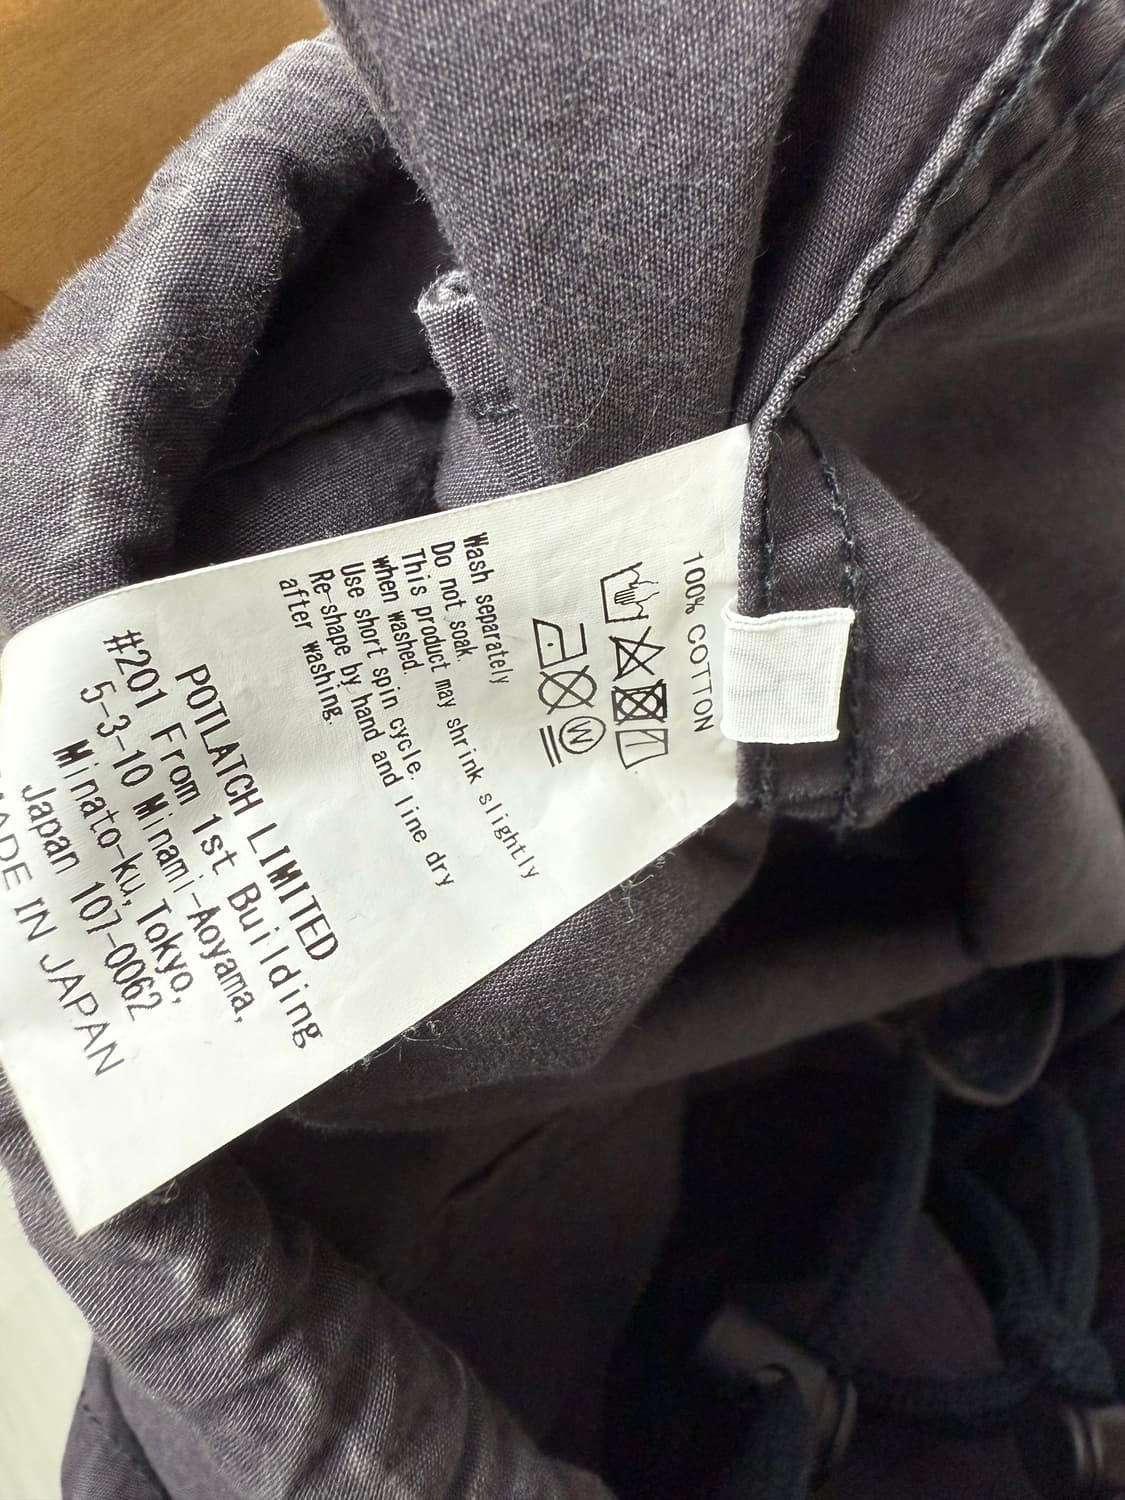 100% COTTON
W
Wash separately
Do not soak.
This product may shrink slightly
when washed.
Use short spin cycle.
Re-shape by hand and line dry
after washing.
POTLATCH LIMITED
#201 From 1st Building
5-3-10 Minami-Aoyama,
Minato-ku, Tokyo,
Japan 107-0062
MADE IN JAPAN